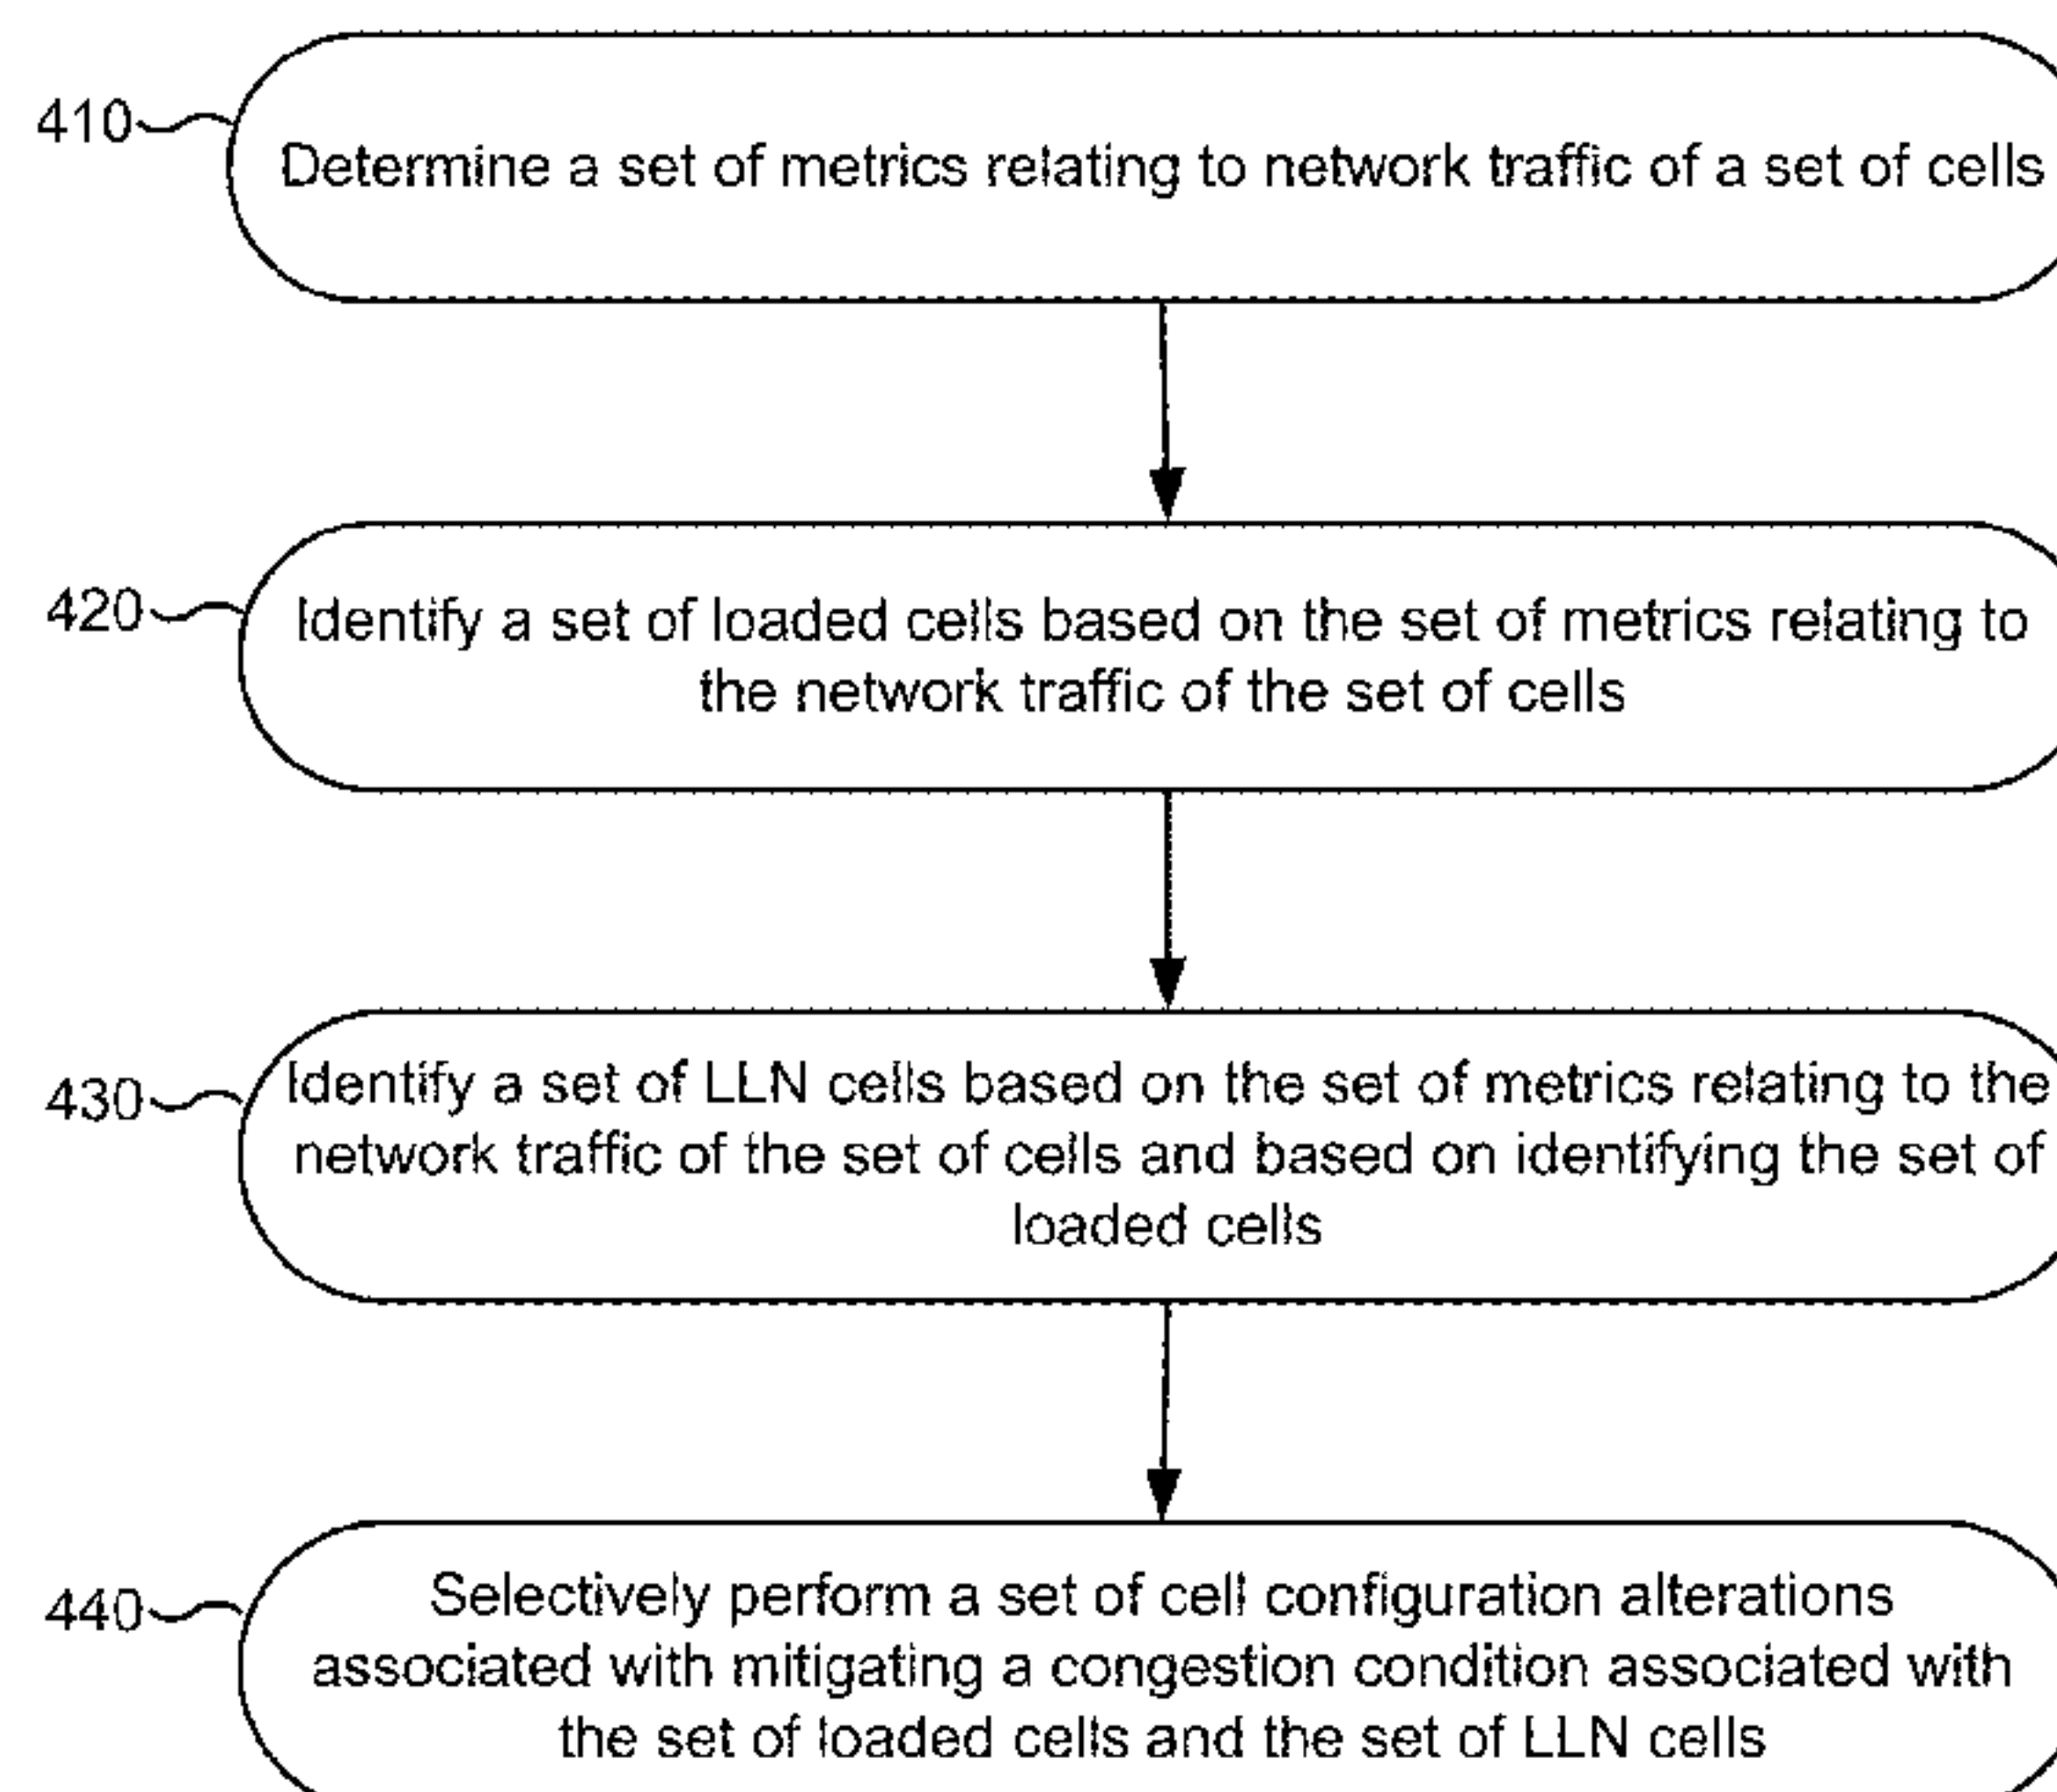 410
Determine a set of metrics relating to network traffic of a set of cells
420
Identify a set of loaded cells based on the set of metrics relating to
the network traffic of the set of cells
430
Identify a set of LLN cells based on the set of metrics relating to the
network traffic of the set of cells and based on identifying the set of
loaded cells
440
Selectively perform a set of cell configuration alterations
associated with mitigating a congestion condition associated with
the set of loaded cells and the set of LLN cells